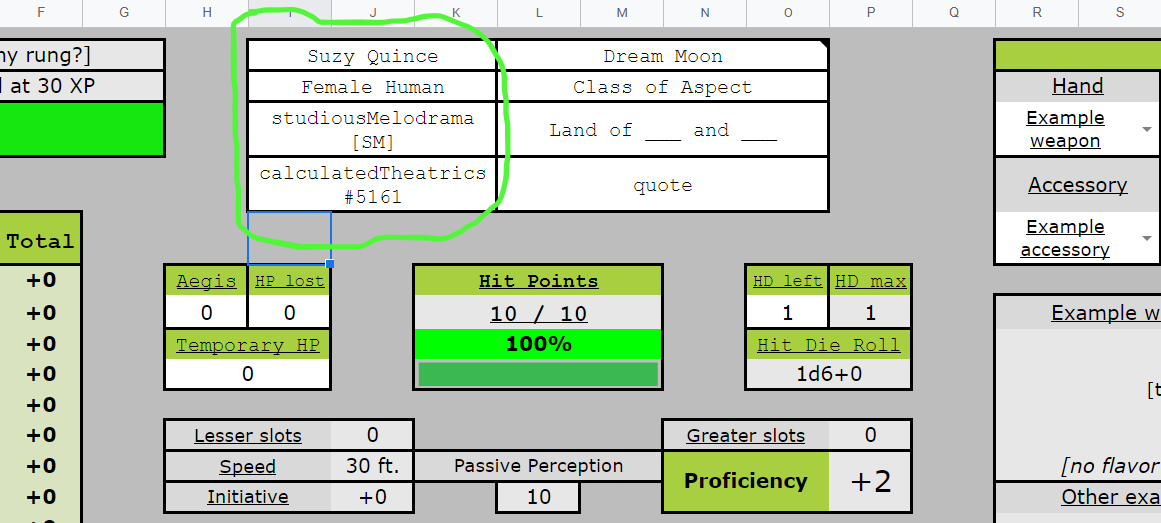 F G H I J K L M N O P Q R S
ny rung?]
Suzy Quince Dream Moon
l at 30 XP
Female Human Class of Aspect
Hand
studiousMelodrama
[SM]
Land of ___ and ___
Example
weapon
calculatedTheatrics
#5161
quote
Accessory
Example
accessory
Total
+0
+0
+0
+0
+0
+0
+0
+0
Aegis HP lost
0 0
Temporary HP
0
Hit Points
10 / 10
100%
HD left HD max
1 1
Hit Die Roll
1d6+0
Example w
[t
Lesser slots 0
Speed 30 ft.
Initiative +0
Passive Perception
10
Greater slots 0
Proficiency +2
[no flavor
Other exa